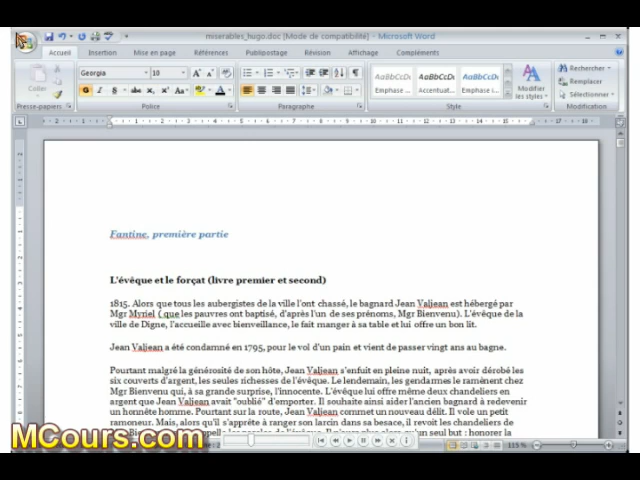 miserables_hugo.doc [Mode de compatibilité] - Microsoft Word
Accueil Insertion Mise en page Références Publipostage Révision Affichage Compléments
Georgia 10
Coller
AaBbCcDc AaBbCcDc AaBbCcDc
Emphase ... Accentuat... Emphase i...
Modifier les styles
Rechercher
Remplacer
Sélectionner
Presse-papiers Police Paragraphe Style Modification
Fantine, première partie
L'évêque et le forçat (livre premier et second)
1815. Alors que tous les aubergistes de la ville l'ont chassé, le bagnard Jean Valjean est hébergé par
Mgr Myriel ( que les pauvres ont baptisé, d'après l'un de ses prénoms, Mgr Bienvenu). L'évêque de la
ville de Digne, l'accueille avec bienveillance, le fait manger à sa table et lui offre un bon lit.
Jean Valjean a été condamné en 1795, pour le vol d'un pain et vient de passer vingt ans au bagne.
Pourtant malgré la générosité de son hôte, Jean Valjean s'enfuit en pleine nuit, après avoir dérobé les
six couverts d'argent, les seules richesses de l'évêque. Le lendemain, les gendarmes le ramènent chez
Mgr Bienvenu qui, à sa grande surprise, l'innocente. L'évêque lui offre même deux chandeliers en
argent que Jean Valjean avait "oublié" d'emporter. Il souhaite ainsi aider l'ancien bagnard à redevenir
un honnête homme. Pourtant sur la route, Jean Valjean commet un nouveau délit. Il vole un petit
ramoneur. Mais, alors qu'il s'apprête à ranger son larcin dans sa besace, il revoit les chandeliers de
MCours.com
115 %